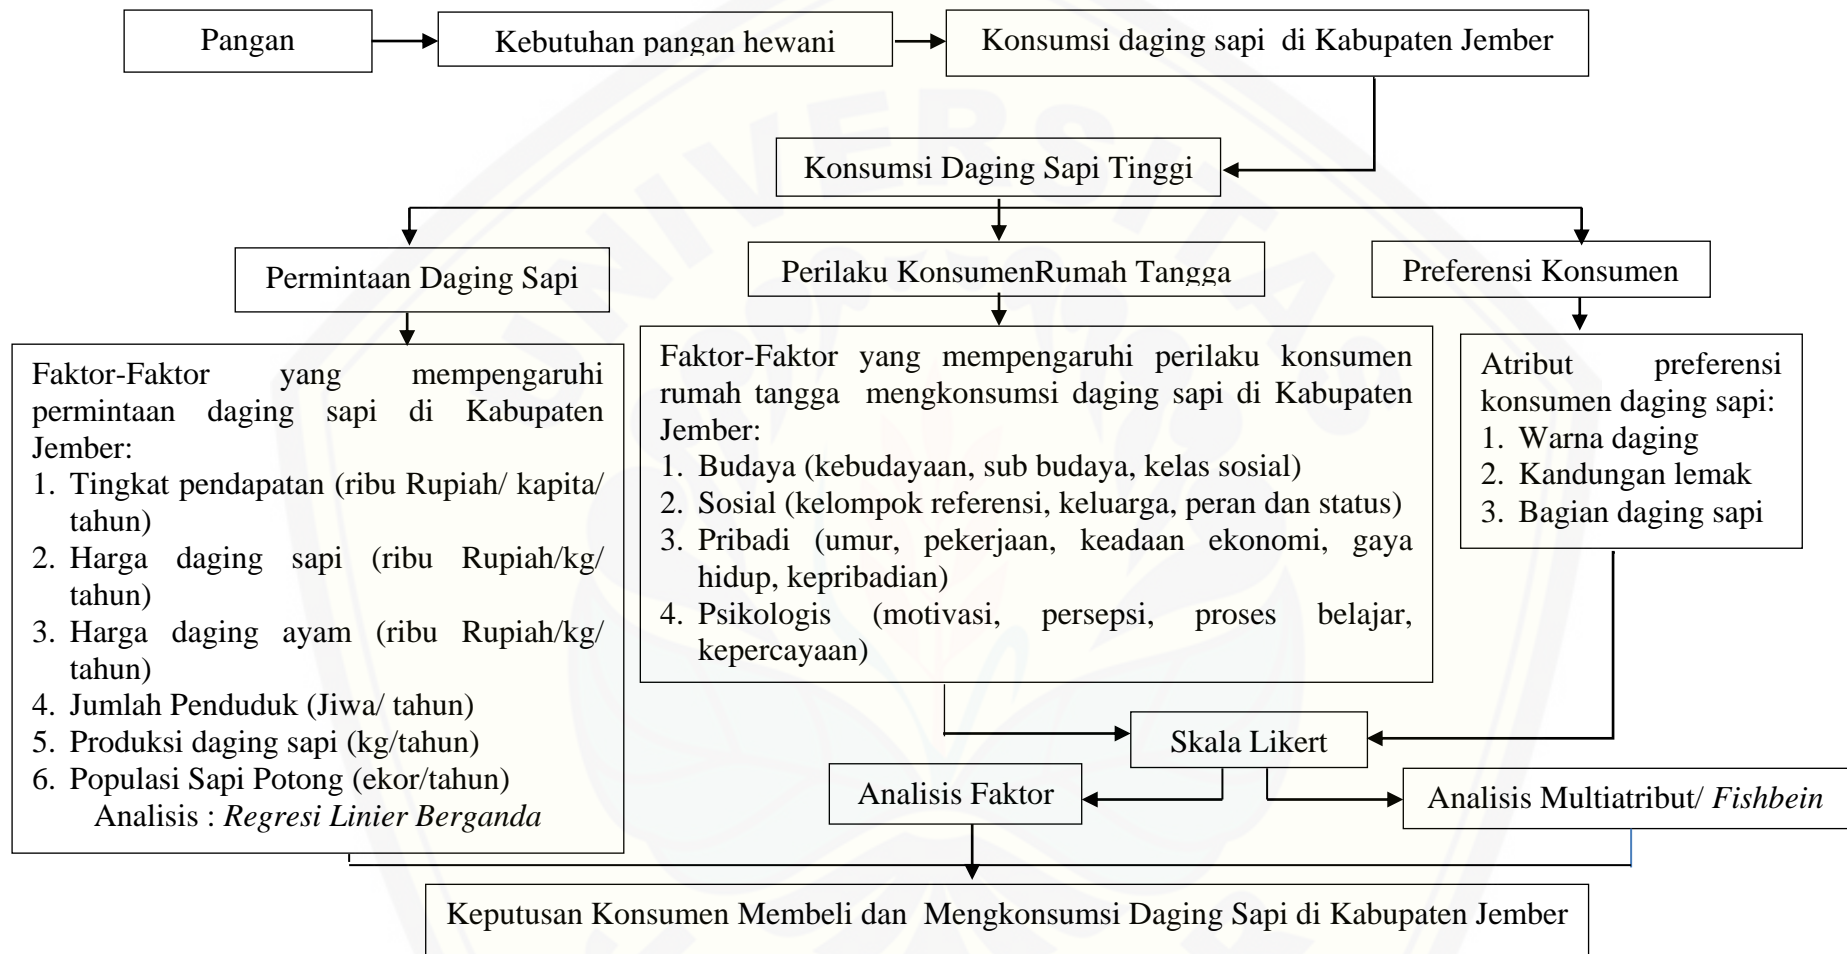 Pangan
Kebutuhan pangan hewani
Konsumsi daging sapi di Kabupaten Jember
Konsumsi Daging Sapi Tinggi
Permintaan Daging Sapi
Perilaku KonsumenRumah Tangga
Preferensi Konsumen
Faktor-Faktor yang mempengaruhi
permintaan daging sapi di Kabupaten
Jember:
1. Tingkat pendapatan (ribu Rupiah/ kapita/
tahun)
2. Harga daging sapi (ribu Rupiah/kg/
tahun)
3. Harga daging ayam (ribu Rupiah/kg/
tahun)
4. Jumlah Penduduk (Jiwa/ tahun)
5. Produksi daging sapi (kg/tahun)
6. Populasi Sapi Potong (ekor/tahun)
Analisis : Regresi Linier Berganda
Faktor-Faktor yang mempengaruhi perilaku konsumen
rumah tangga mengkonsumsi daging sapi di Kabupaten
Jember:
1. Budaya (kebudayaan, sub budaya, kelas sosial)
2. Sosial (kelompok referensi, keluarga, peran dan status)
3. Pribadi (umur, pekerjaan, keadaan ekonomi, gaya
hidup, kepribadian)
4. Psikologis (motivasi, persepsi, proses belajar,
kepercayaan)
Atribut preferensi
konsumen daging sapi:
1. Warna daging
2. Kandungan lemak
3. Bagian daging sapi
Skala Likert
Analisis Faktor
Analisis Multiatribut/ Fishbein
Keputusan Konsumen Membeli dan Mengkonsumsi Daging Sapi di Kabupaten Jember
UNIVERSITAS